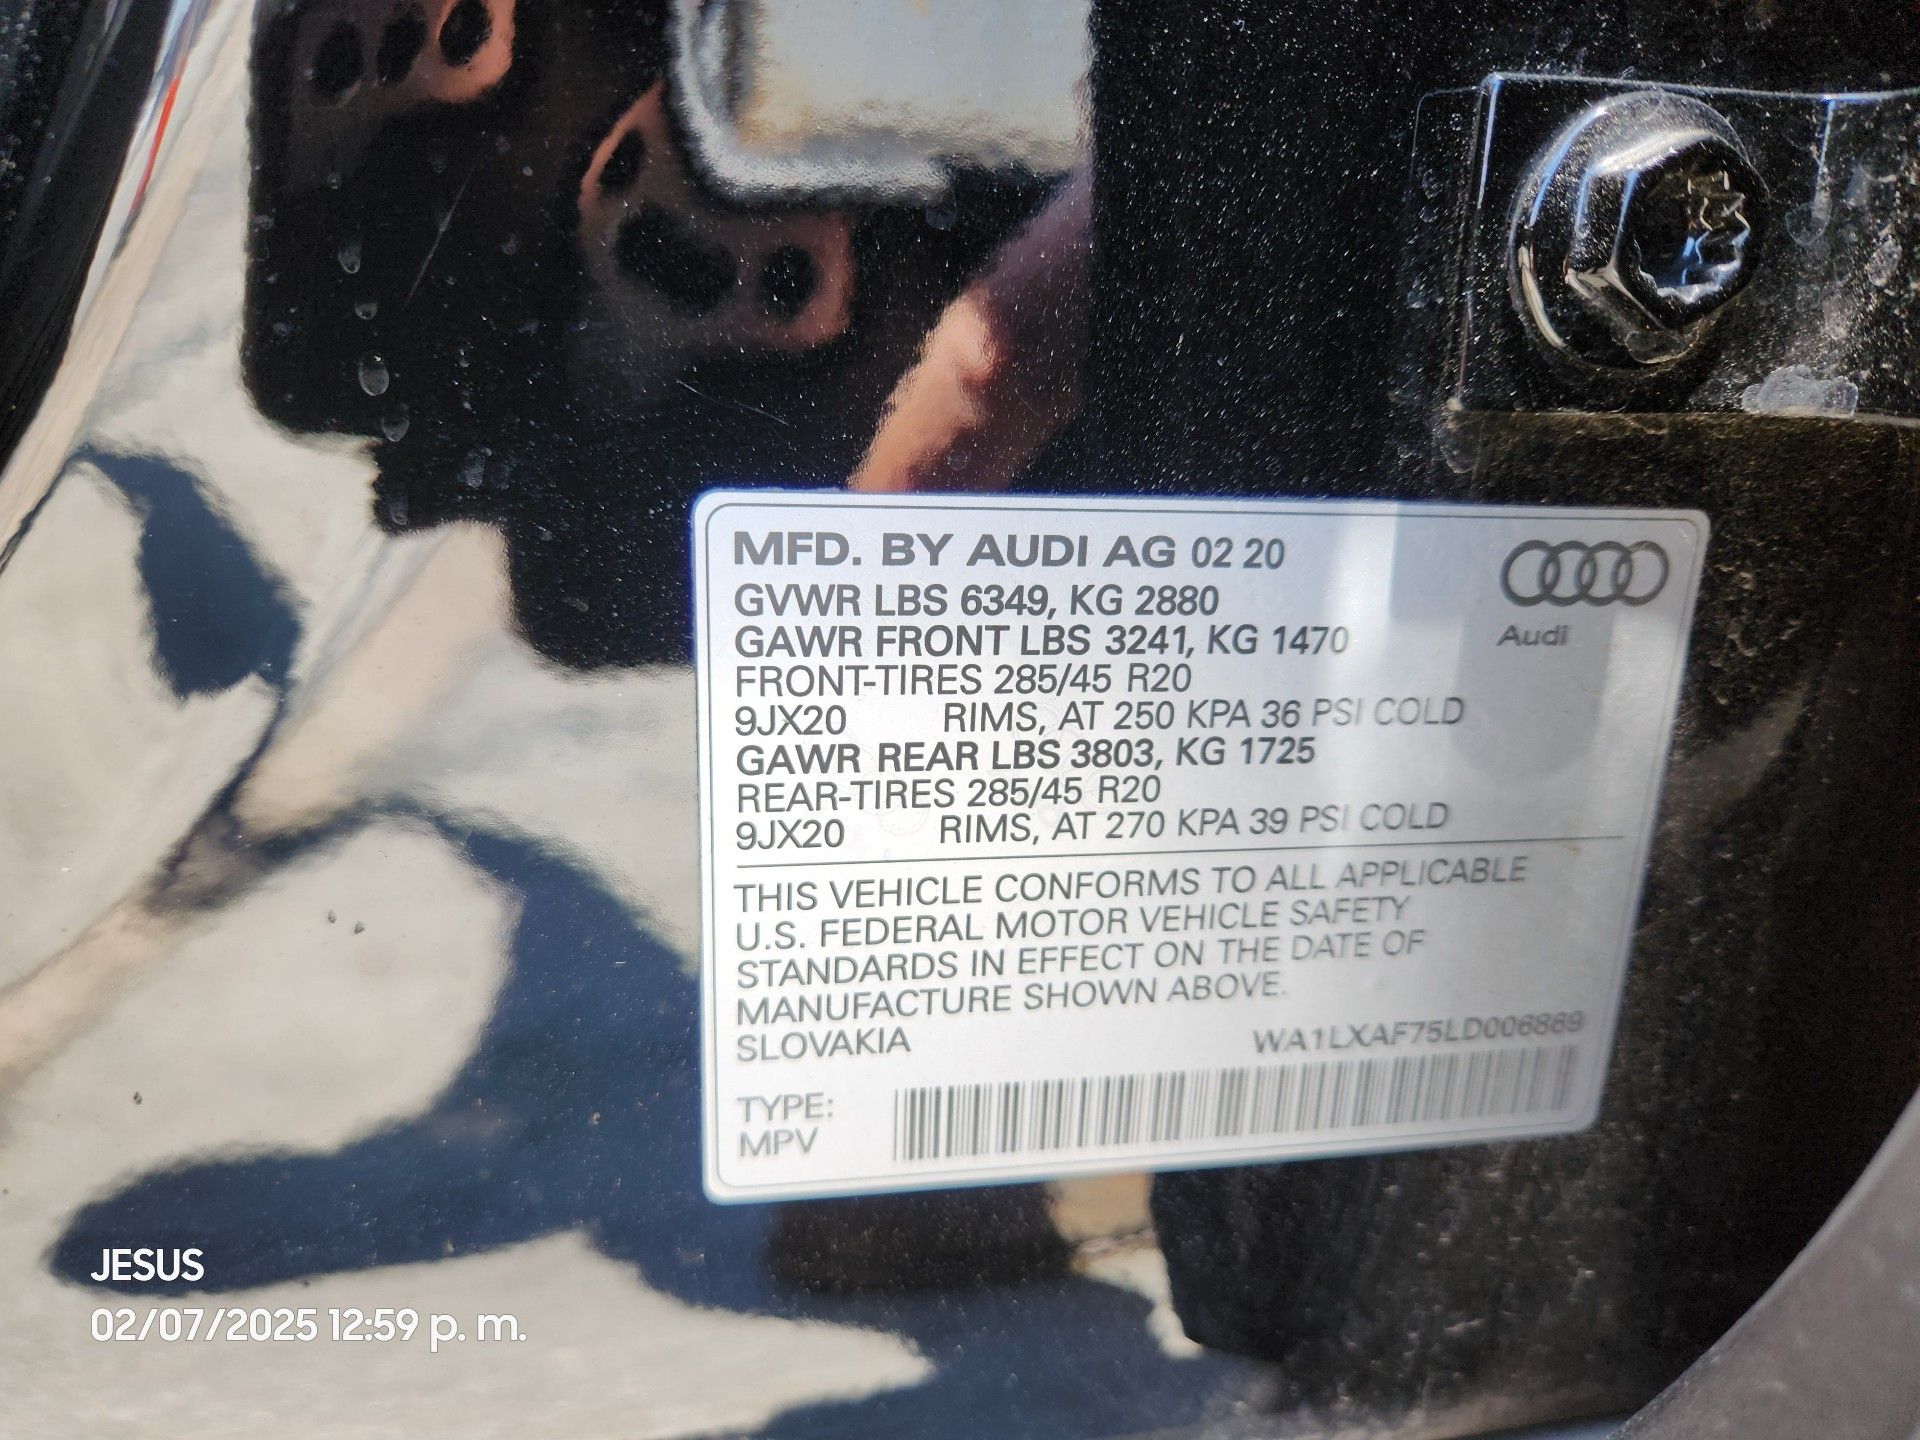 MFD. BY AUDI AG 02 20
GVWR LBS 6349, KG 2880
GAWR FRONT LBS 3241, KG 1470
FRONT-TIRES 285/45 R20
9JX20 RIMS, AT 250 KPA 36 PSI COLD
GAWR REAR LBS 3803, KG 1725
REAR-TIRES 285/45 R20
9JX20 RIMS, AT 270 KPA 39 PSI COLD
Audi
THIS VEHICLE CONFORMS TO ALL APPLICABLE
U.S. FEDERAL MOTOR VEHICLE SAFETY
STANDARDS IN EFFECT ON THE DATE OF
MANUFACTURE SHOWN ABOVE.
SLOVAKIA WA1LXAF75LD006869
TYPE:
MPV
JESUS
02/07/2025 12:59 p. m.